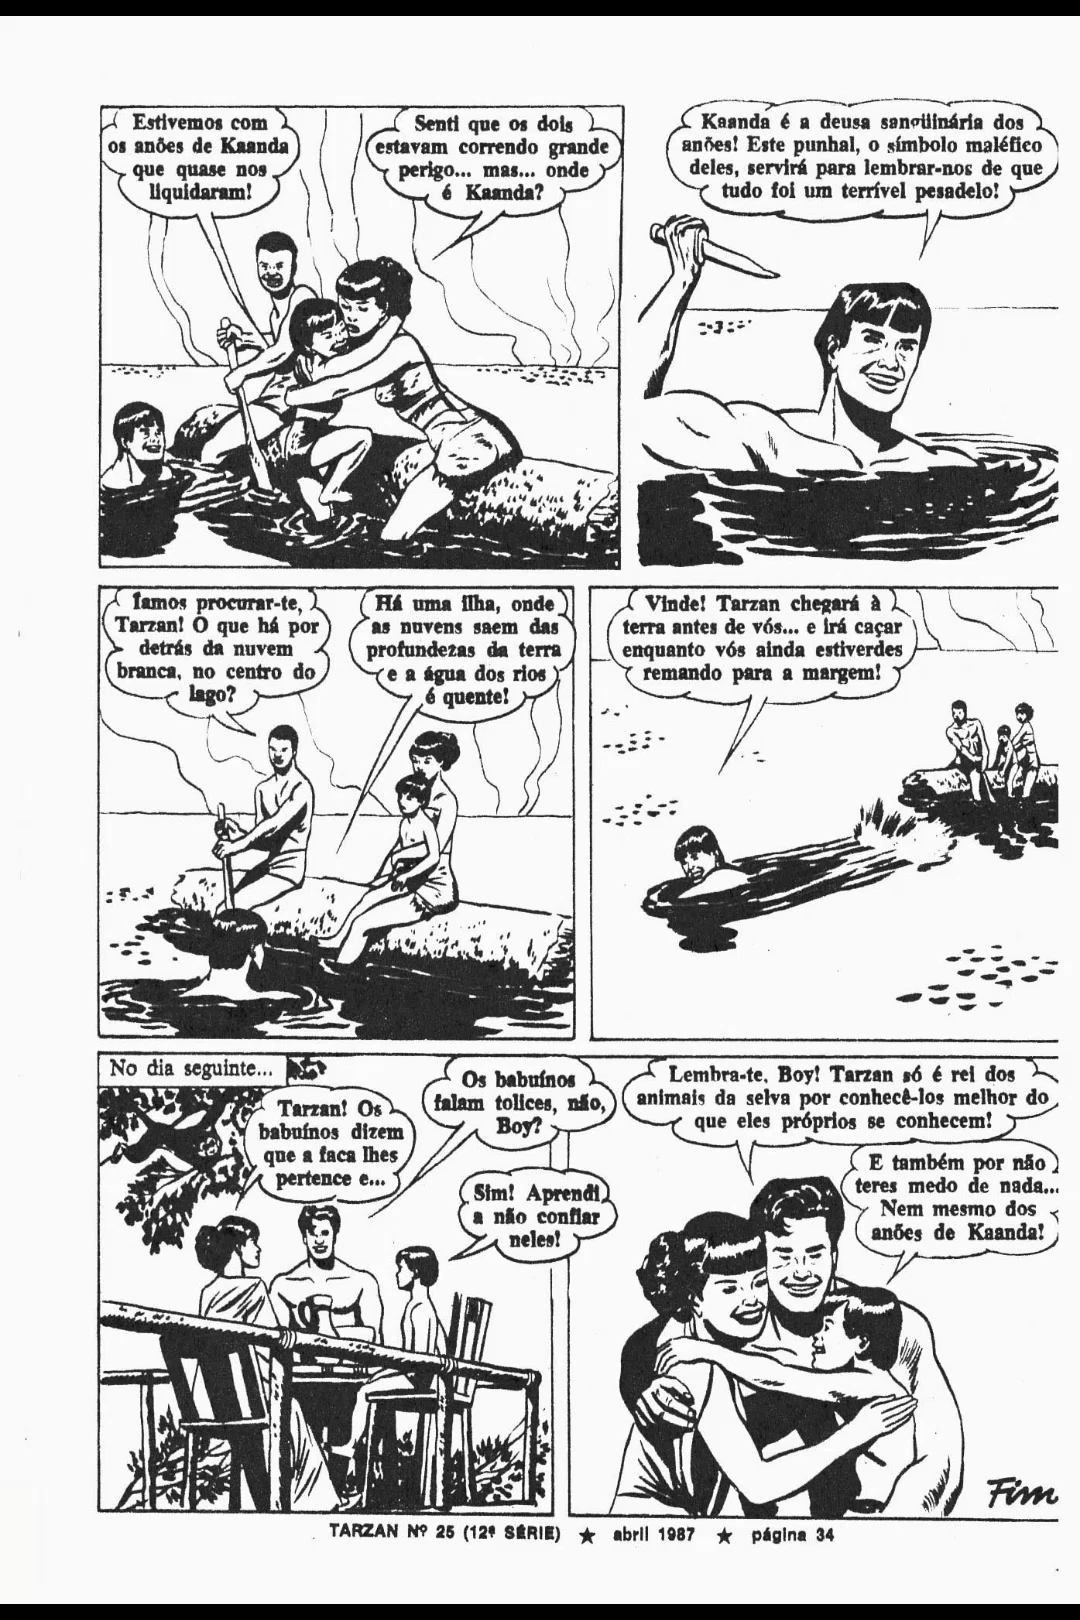 Estivemos com
os anões de Kaanda
que quase nos
liquidaram!
Senti que os dois
estavam correndo grande
perigo... mas... onde
é Kaanda?
Kaanda é a deusa sangüinária dos
anões! Este punhal, o símbolo maléfico
deles, servirá para lembrar-nos de que
tudo foi um terrível pesadelo!
Íamos procurar-te,
Tarzan! O que há por
detrás da nuvem
branca, no centro do
lago?
Há uma ilha, onde
as nuvens saem das
profundezas da terra
e a água dos rios
é quente!
Vinde! Tarzan chegará à
terra antes de vós... e irá caçar
enquanto vós ainda estiverdes
remando para a margem!
No dia seguinte...
Tarzan! Os
babuínos dizem
que a faca lhes
pertence e...
Os babuínos
falam tolices, não,
Boy?
Sim! Aprendi
a não confiar
neles!
Lembra-te, Boy! Tarzan só é rei dos
animais da selva por conhecê-los melhor do
que eles próprios se conhecem!
E também por não
teres medo de nada...
Nem mesmo dos
anões de Kaanda!
Fim
TARZAN Nº 25 (12ª SÉRIE) ★ abril 1987 ★ página 34